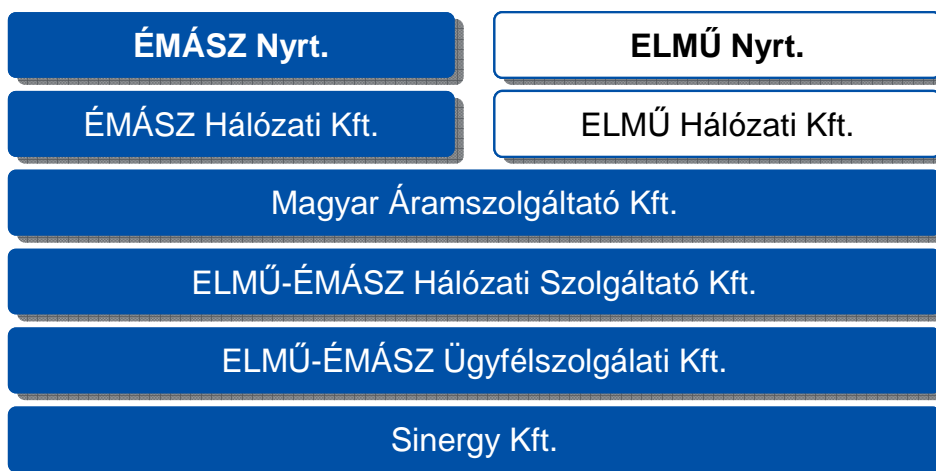 ÉMÁSZ Nyrt.
ELMŰ Nyrt.
ÉMÁSZ Hálózati Kft.
ELMŰ Hálózati Kft.
Magyar Áramszolgáltató Kft.
ELMŰ-ÉMÁSZ Hálózati Szolgáltató Kft.
ELMŰ-ÉMÁSZ Ügyfélszolgálati Kft.
Sinergy Kft.